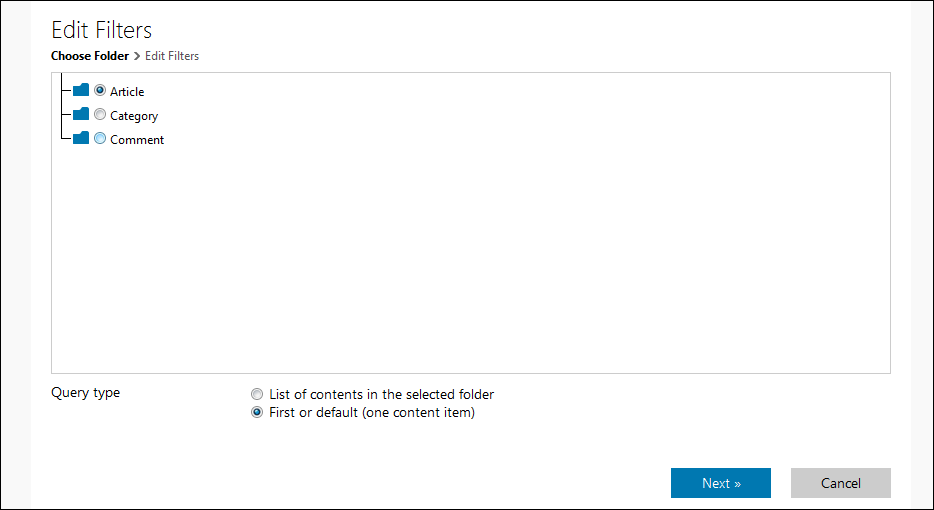 Edit Filters
Choose Folder > Edit Filters
Article
Category
Comment
Query type
List of contents in the selected folder
First or default (one content item)
Next »
Cancel